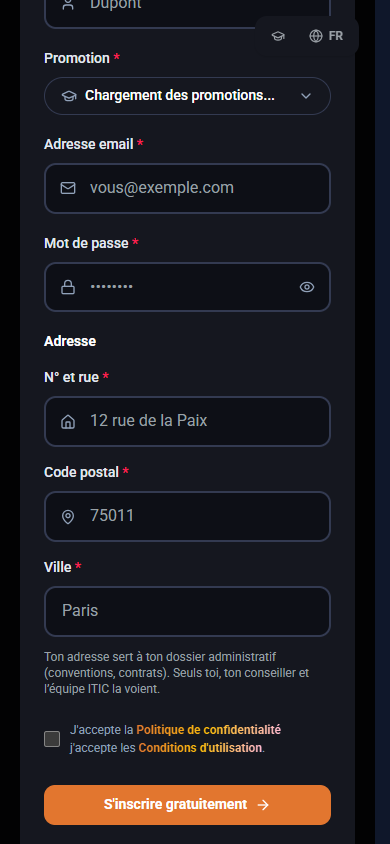 Dupont
FR
Promotion *
Chargement des promotions...
Adresse email *
vous@exemple.com
Mot de passe *
••••••••
Adresse
N° et rue *
12 rue de la Paix
Code postal *
75011
Ville *
Paris
Ton adresse sert à ton dossier administratif
(conventions, contrats). Seuls toi, ton conseiller et
l'équipe ITIC la voient.
J'accepte la Politique de confidentialité
j'accepte les Conditions d'utilisation.
S'inscrire gratuitement →